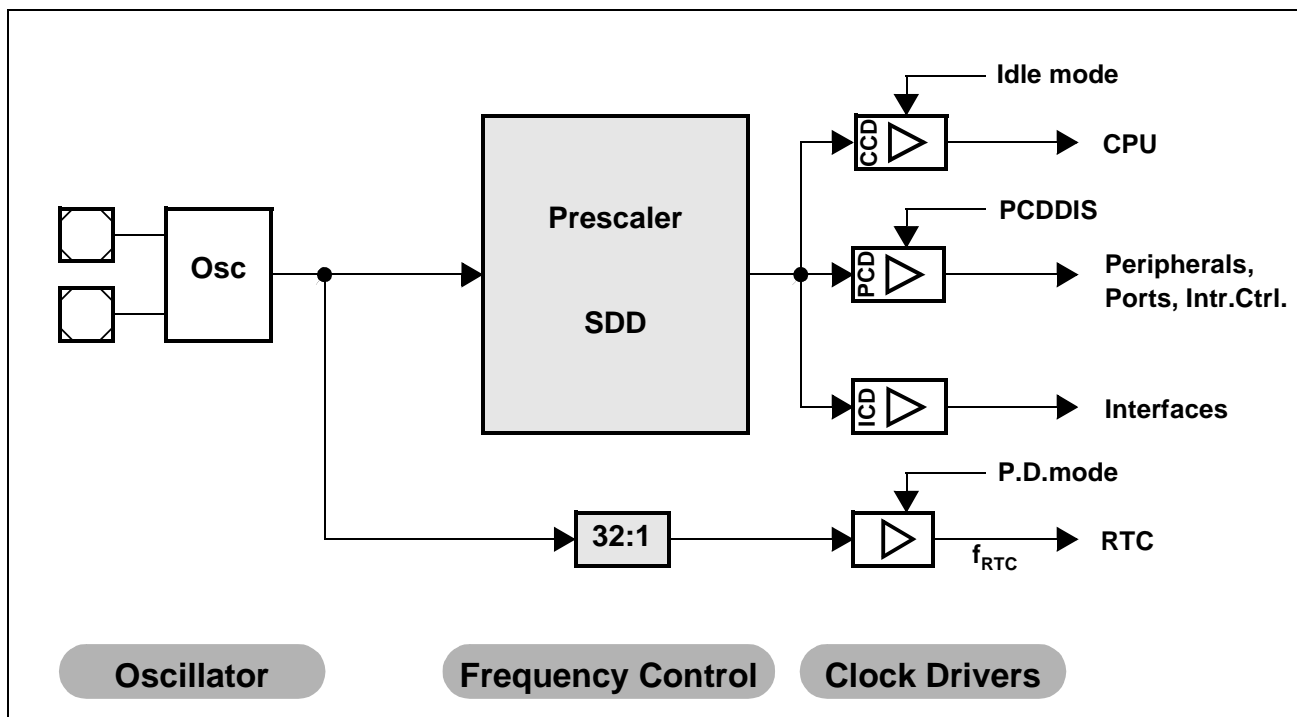 Idle mode
CCD
CPU
Prescaler
SDD
PCDDIS
Osc
PCD
Peripherals,
Ports, Intr.Ctrl.
ICD
Interfaces
P.D.mode
32:1
fRTC
RTC
Oscillator
Frequency Control
Clock Drivers